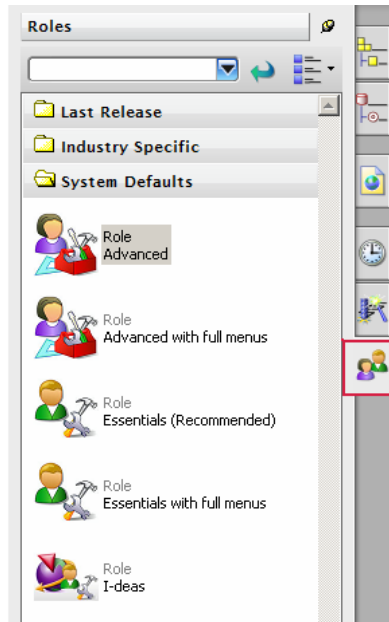 Roles
Last Release
Industry Specific
System Defaults
Role
Advanced
Role
Advanced with full menus
Role
Essentials (Recommended)
Role
Essentials with full menus
Role
I-deas